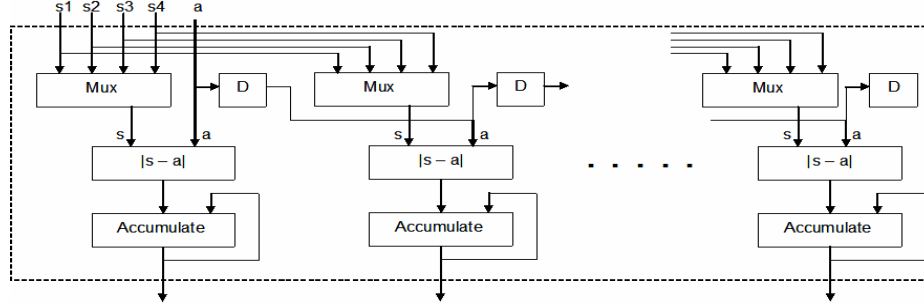 s1 s2 s3 s4 a
Mux D Mux D Mux D
s a s a s a
|s – a| |s – a| . . . . . |s – a|
Accumulate Accumulate Accumulate